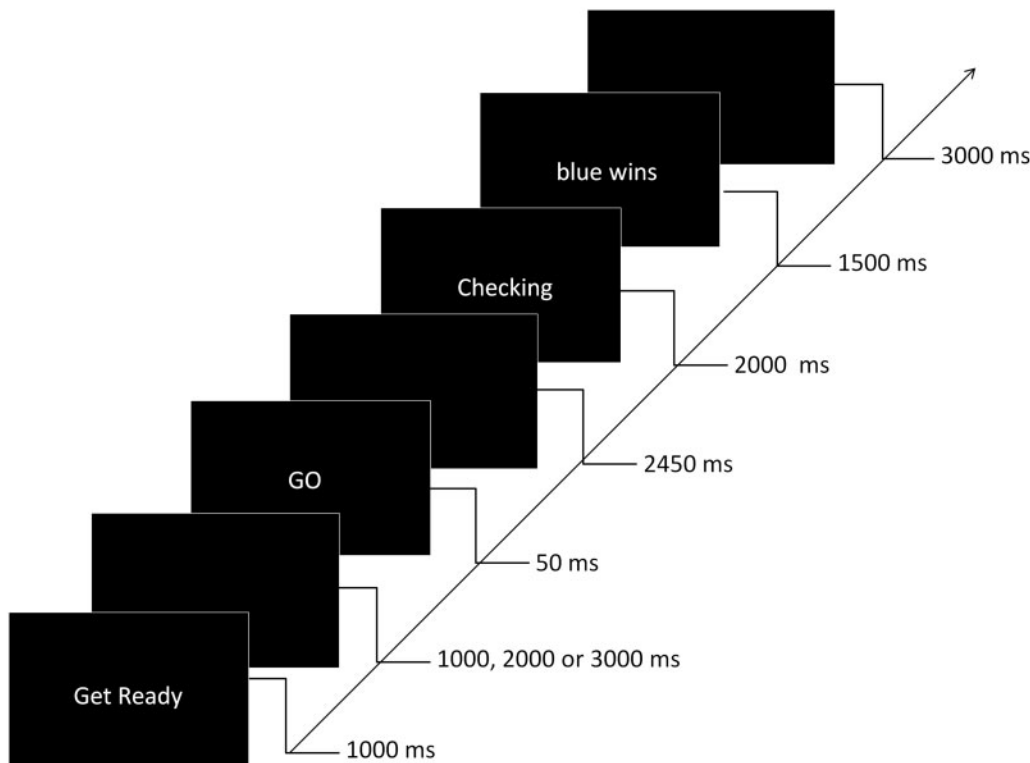 3000 ms
blue wins
1500 ms
Checking
2000 ms
2450 ms
GO
50 ms
1000, 2000 or 3000 ms
Get Ready
1000 ms